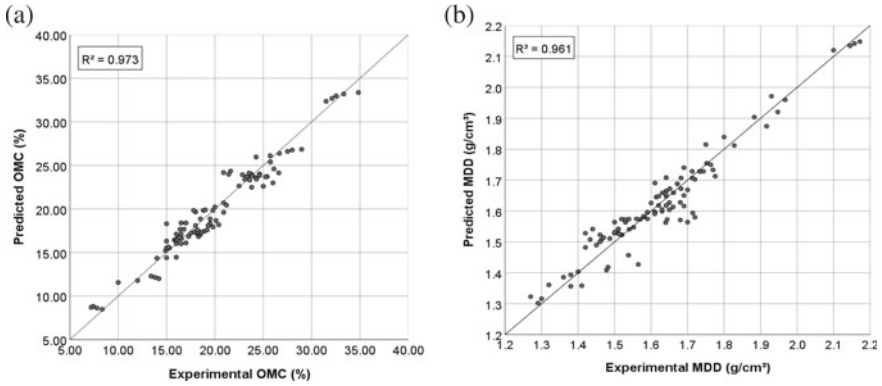 (a)
40.00
R² = 0.973
35.00
30.00
25.00
20.00
15.00
10.00
5.00
Predicted OMC (%)
5.00 10.00 15.00 20.00 25.00 30.00 35.00 40.00
Experimental OMC (%)
(b)
2.2
R² = 0.961
2.1
2.0
1.9
1.8
1.7
1.6
1.5
1.4
1.3
1.2
Predicted MDD (g/cm³)
1.2 1.3 1.4 1.5 1.6 1.7 1.8 1.9 2.0 2.1 2.2
Experimental MDD (g/cm³)